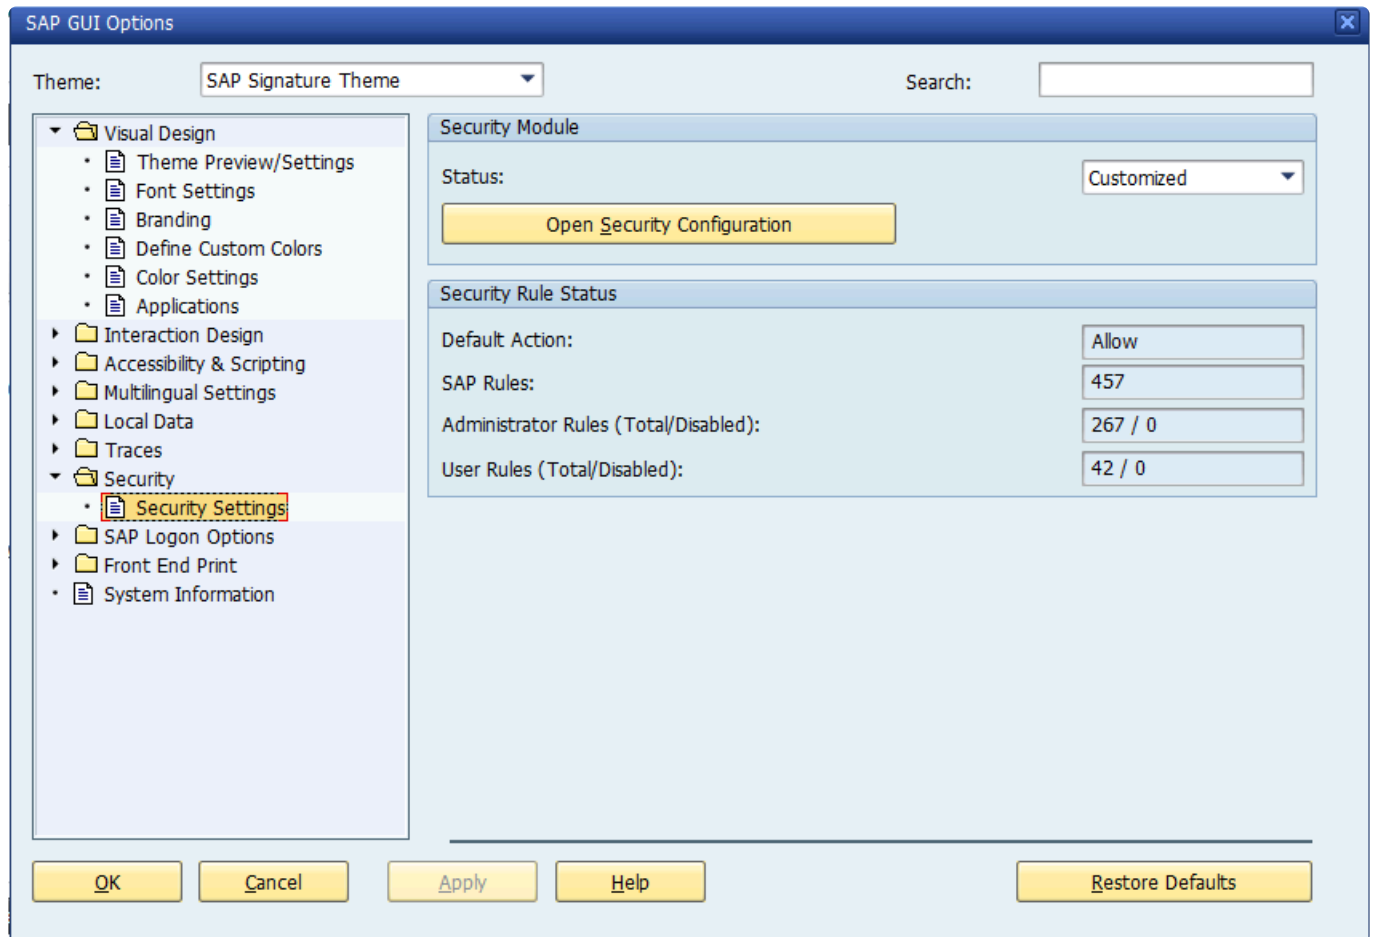 SAP GUI Options
Theme: SAP Signature Theme Search:
Visual Design
Theme Preview/Settings
Font Settings
Branding
Define Custom Colors
Color Settings
Applications
Interaction Design
Accessibility & Scripting
Multilingual Settings
Local Data
Traces
Security
Security Settings
SAP Logon Options
Front End Print
System Information
Security Module
Status: Customized
Open Security Configuration
Security Rule Status
Default Action: Allow
SAP Rules: 457
Administrator Rules (Total/Disabled): 267 / 0
User Rules (Total/Disabled): 42 / 0
OK Cancel Apply Help Restore Defaults